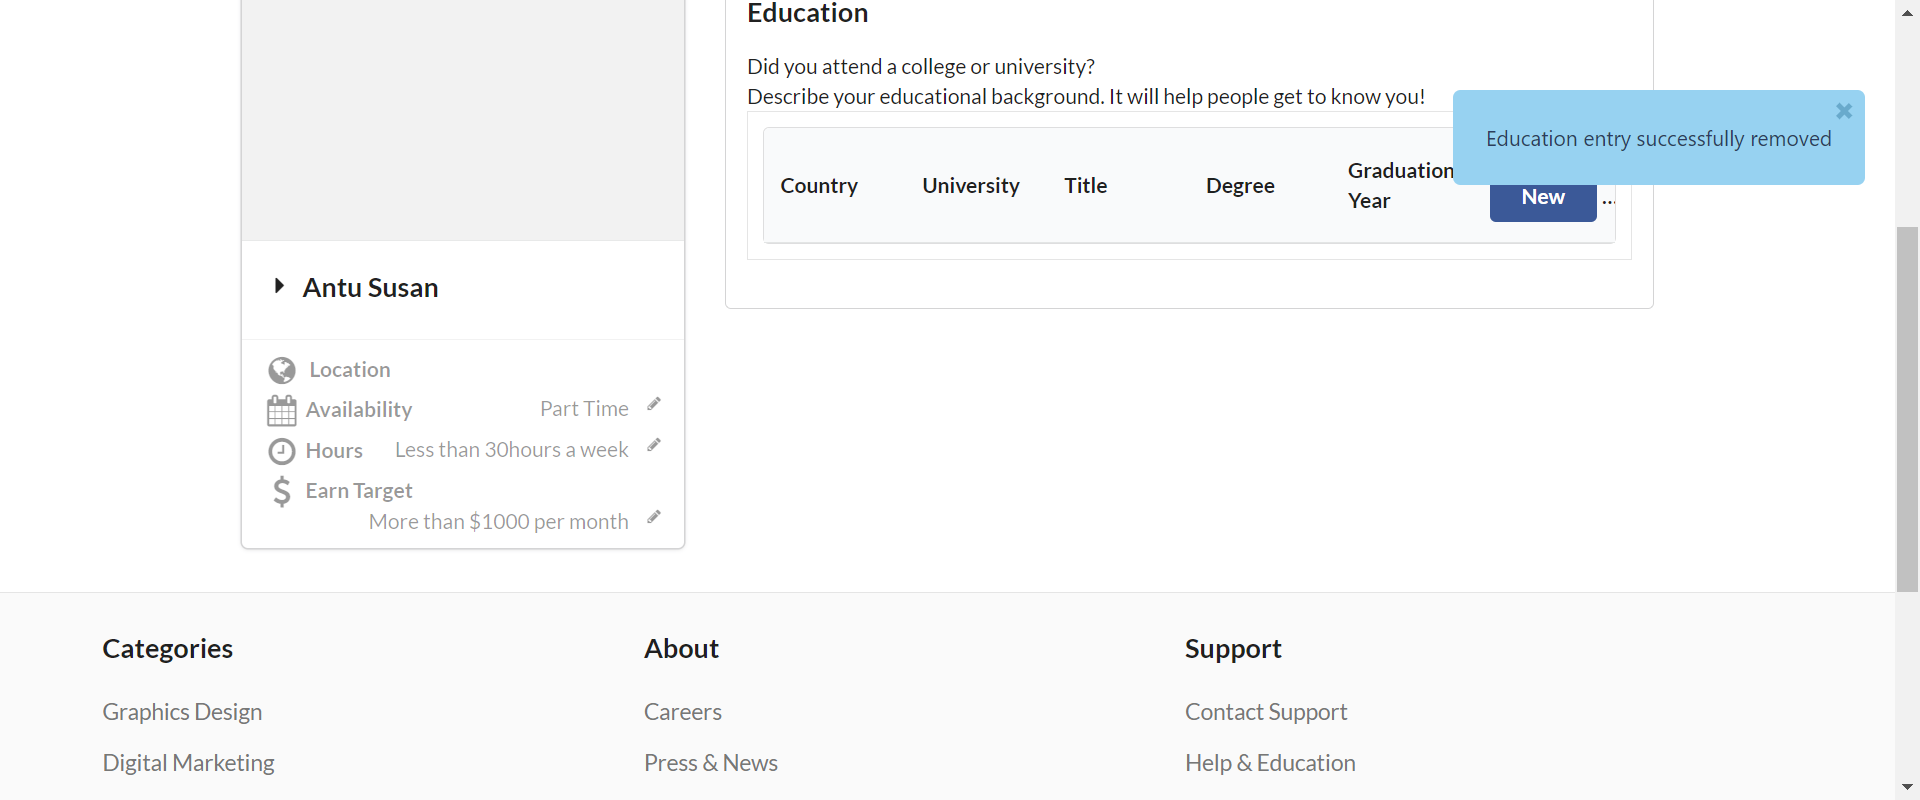 Education
Did you attend a college or university?
Describe your educational background. It will help people get to know you!
Education entry successfully removed
Country University Title Degree Graduation Year New ...
Antu Susan
Location
Availability Part Time
Hours Less than 30hours a week
Earn Target
More than $1000 per month
Categories About Support
Graphics Design Careers Contact Support
Digital Marketing Press & News Help & Education